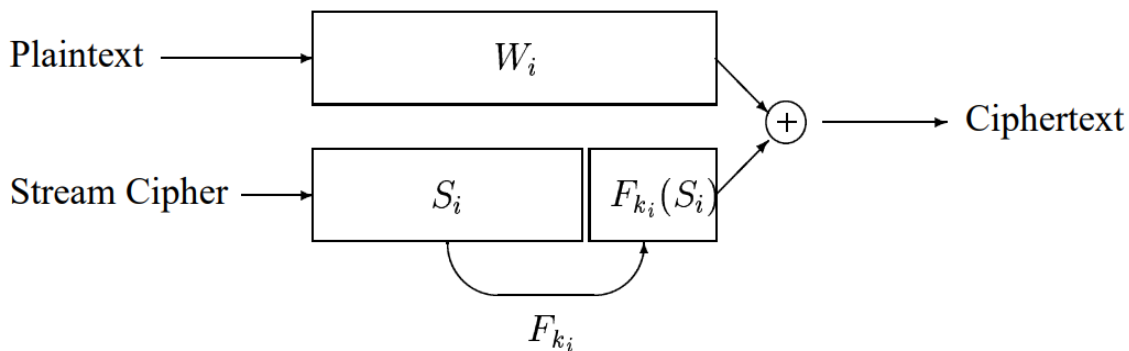 Plaintext
W_i
+
Ciphertext
Stream Cipher
S_i
F_{k_i}(S_i)
F_{k_i}